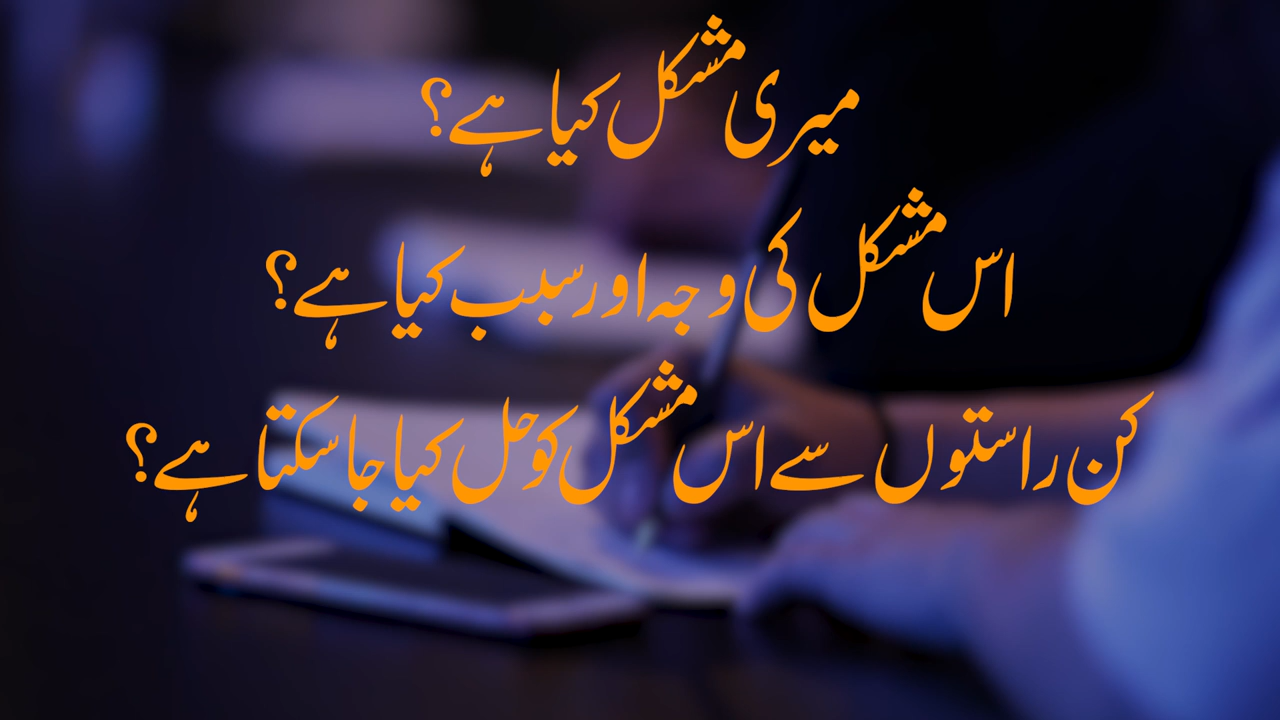 میری مشکل کیا ہے؟
اس مشکل کی وجہ اور سبب کیا ہے؟
کن راستوں سے اس مشکل کو حل کیا جا سکتا ہے؟